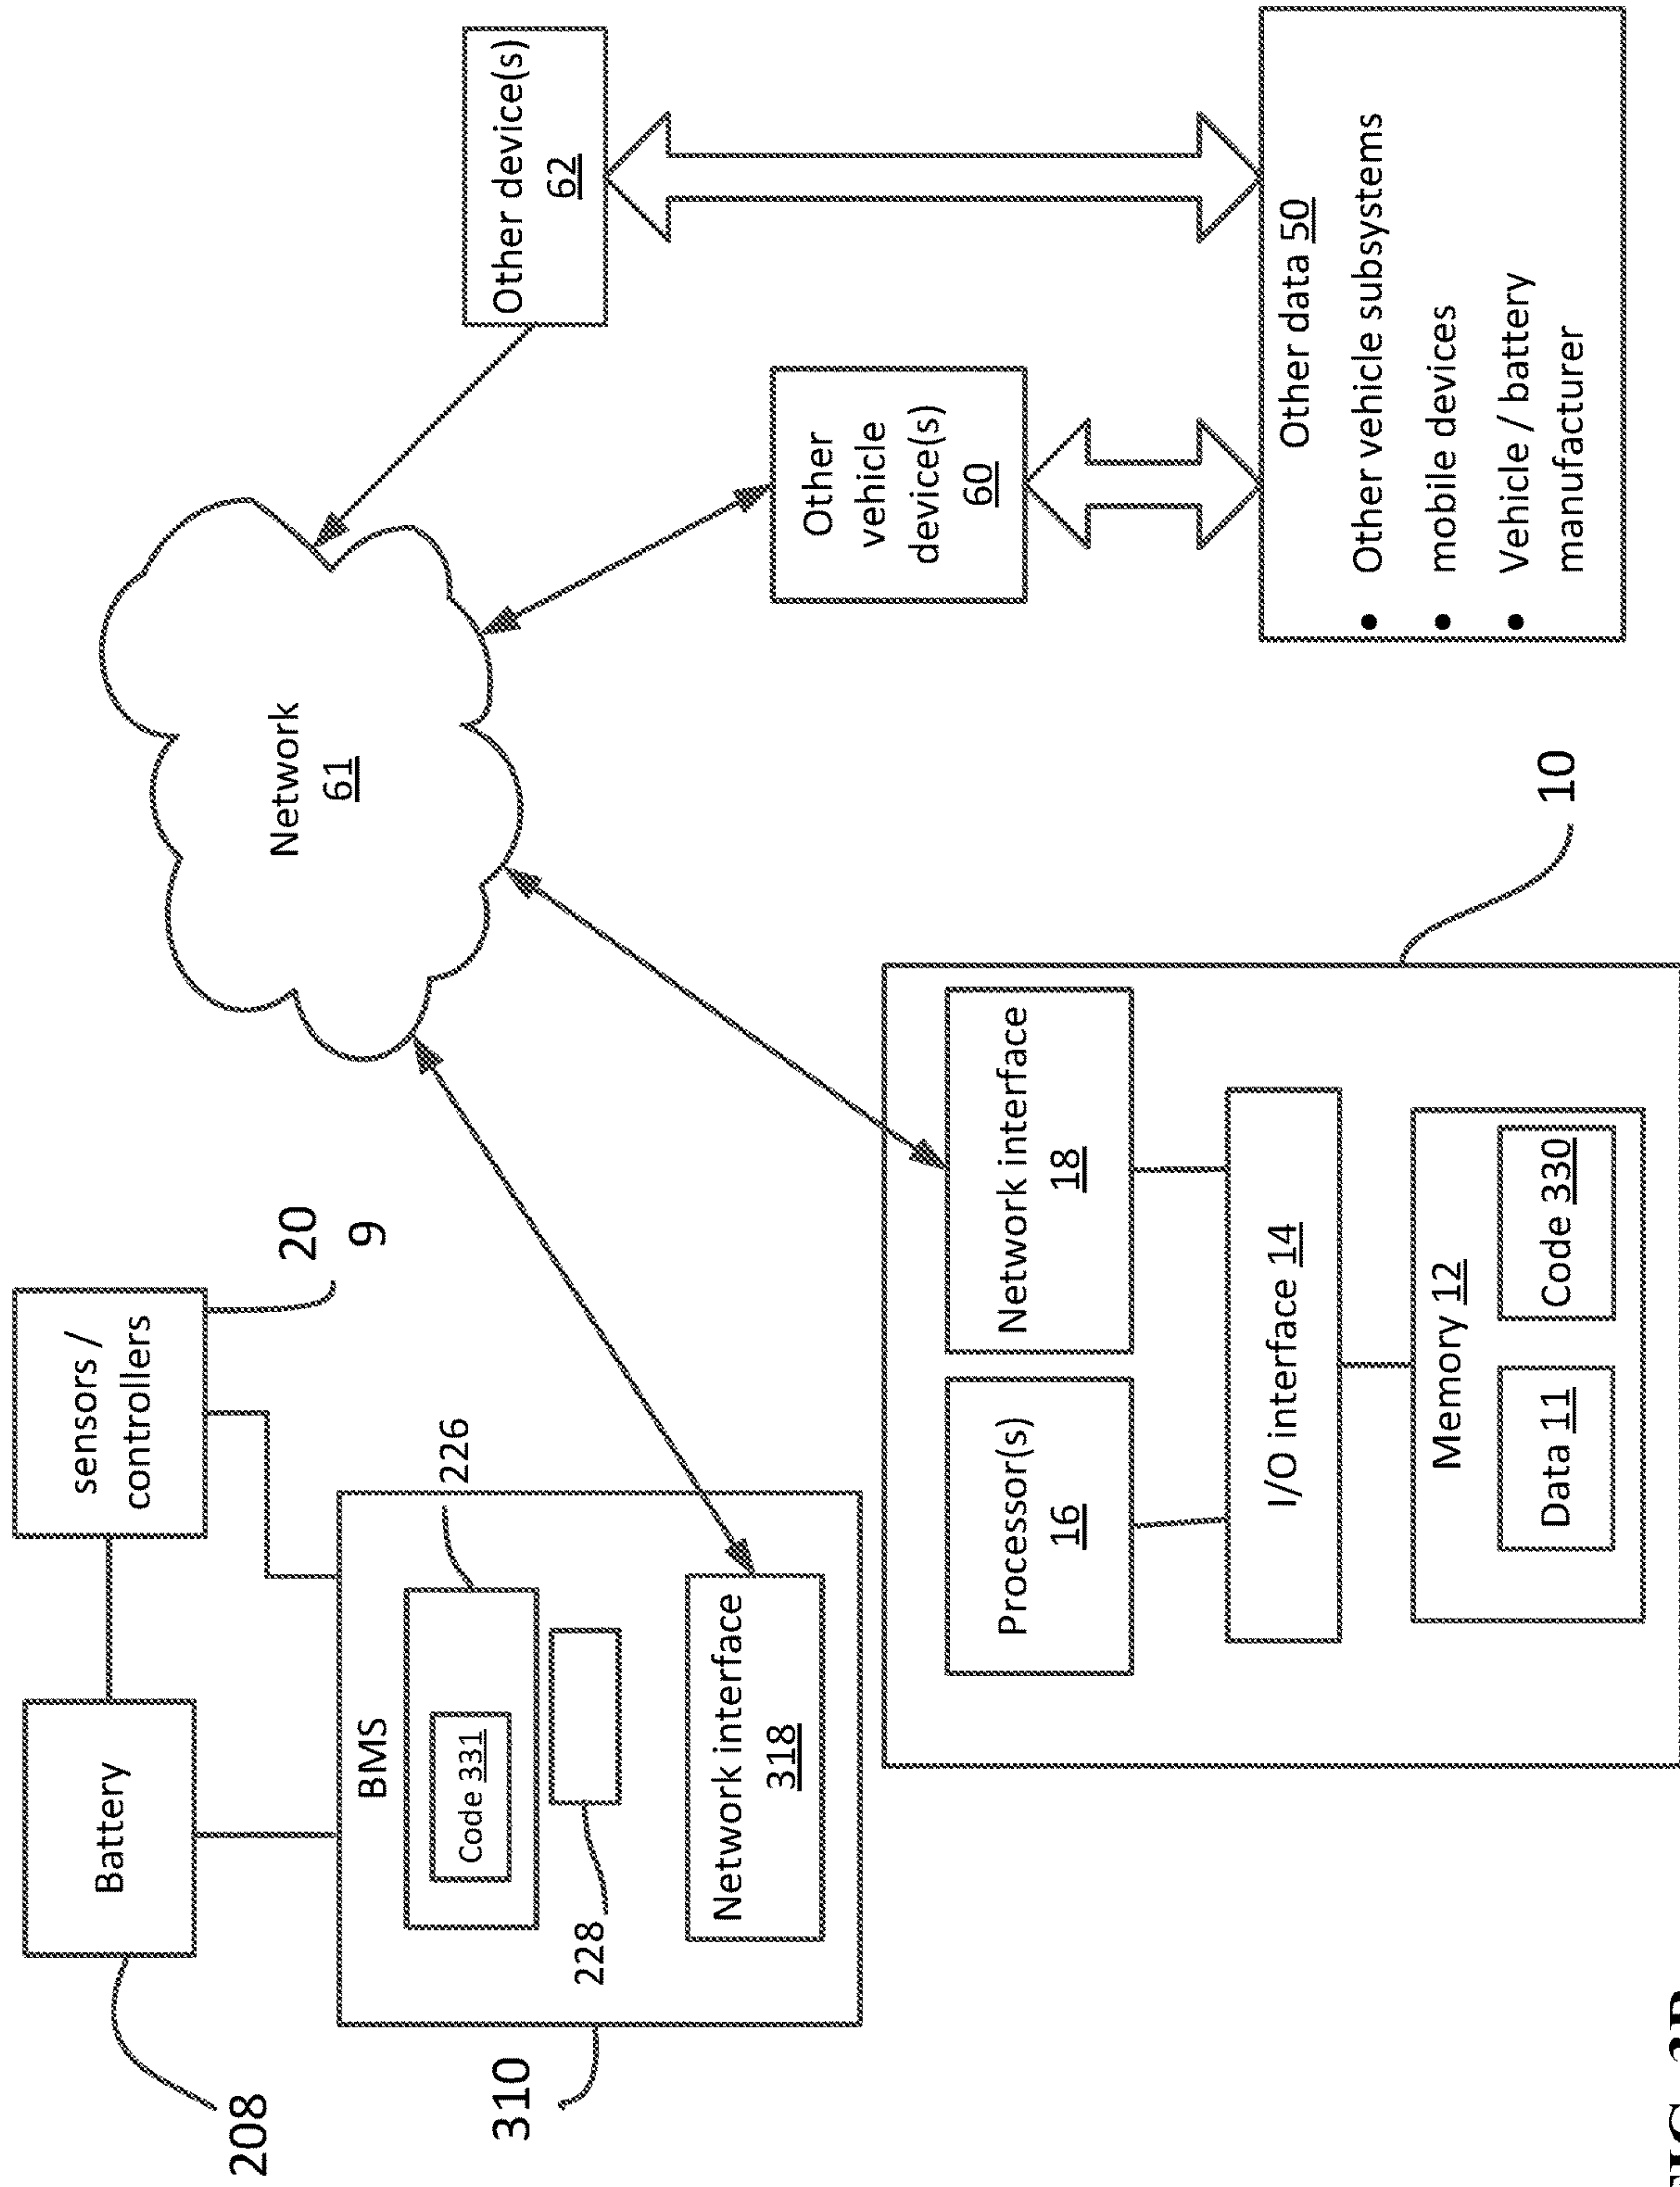 208
Battery
sensors /
controllers
20
9
310
BMS
226
Code 331
228
Network interface
318
Network
61
Other device(s)
62
Other
vehicle
device(s)
60
10
Processor(s)
16
Network interface
18
I/O interface 14
Memory 12
Data 11
Code 330
Other data 50
• Other vehicle subsystems
• mobile devices
• Vehicle / battery
manufacturer